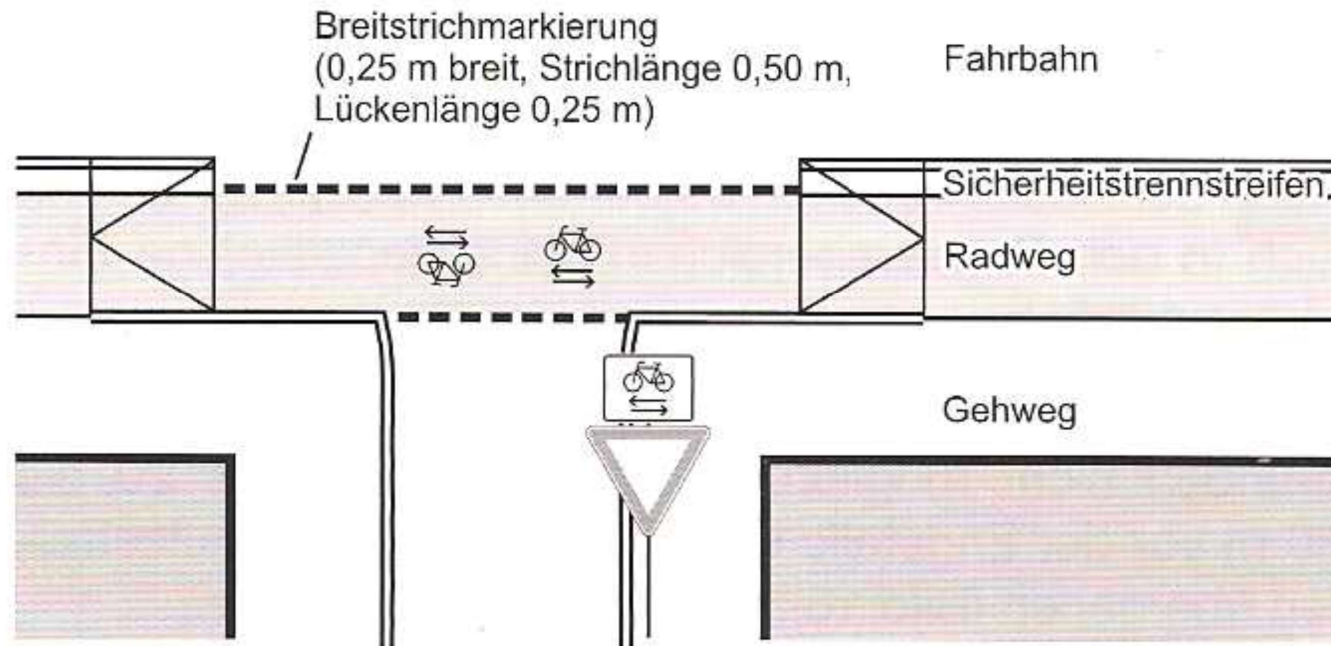 Breitstrichmarkierung
(0,25 m breit, Strichlänge 0,50 m,
Lückenlänge 0,25 m)
Fahrbahn
Sicherheitstrennstreifen
Radweg
Gehweg